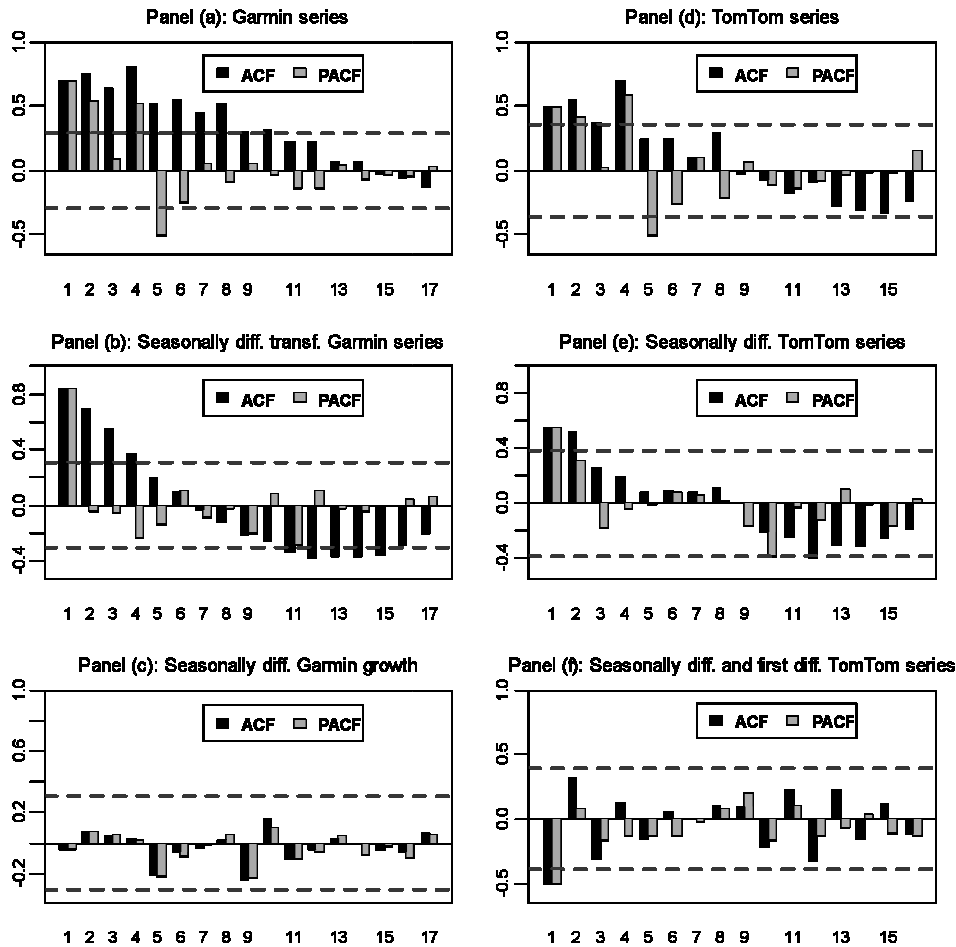 Panel (a): Garmin series
1.0
0.5
0.0
-0.5
ACF PACF
1 2 3 4 5 6 7 8 9 11 13 15 17
Panel (d): TomTom series
1.0
0.5
0.0
-0.5
ACF PACF
1 2 3 4 5 6 7 8 9 11 13 15
Panel (b): Seasonally diff. transf. Garmin series
0.8
0.4
0.0
-0.4
ACF PACF
1 2 3 4 5 6 7 8 9 11 13 15 17
Panel (e): Seasonally diff. TomTom series
0.8
0.4
0.0
-0.4
ACF PACF
1 2 3 4 5 6 7 8 9 11 13 15
Panel (c): Seasonally diff. Garmin growth
1.0
0.6
0.2
-0.2
ACF PACF
1 2 3 4 5 6 7 8 9 11 13 15 17
Panel (f): Seasonally diff. and first diff. TomTom series
1.0
0.5
0.0
-0.5
ACF PACF
1 2 3 4 5 6 7 8 9 11 13 15